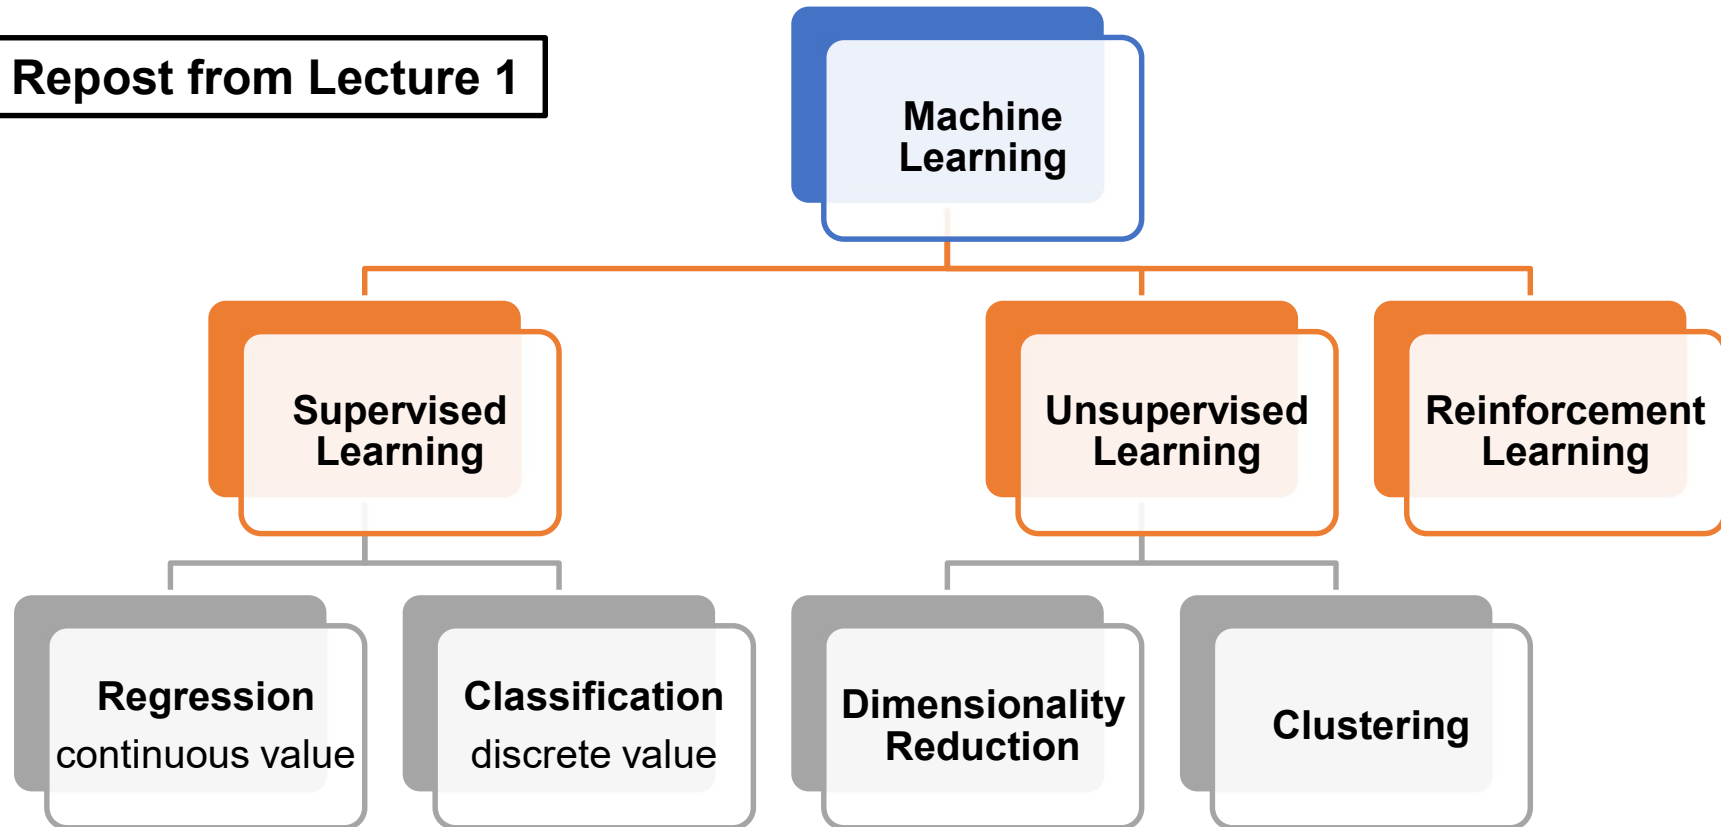 Repost from Lecture 1
Machine
Learning
Supervised
Learning
Unsupervised
Learning
Reinforcement
Learning
Regression
continuous value
Classification
discrete value
Dimensionality
Reduction
Clustering